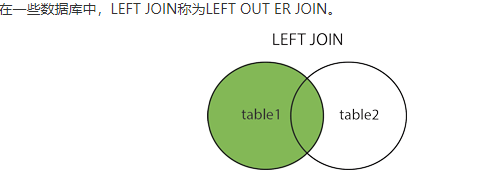 在一些数据库中，LEFT JOIN称为LEFT OUT ER JOIN。
LEFT JOIN
table1 table2